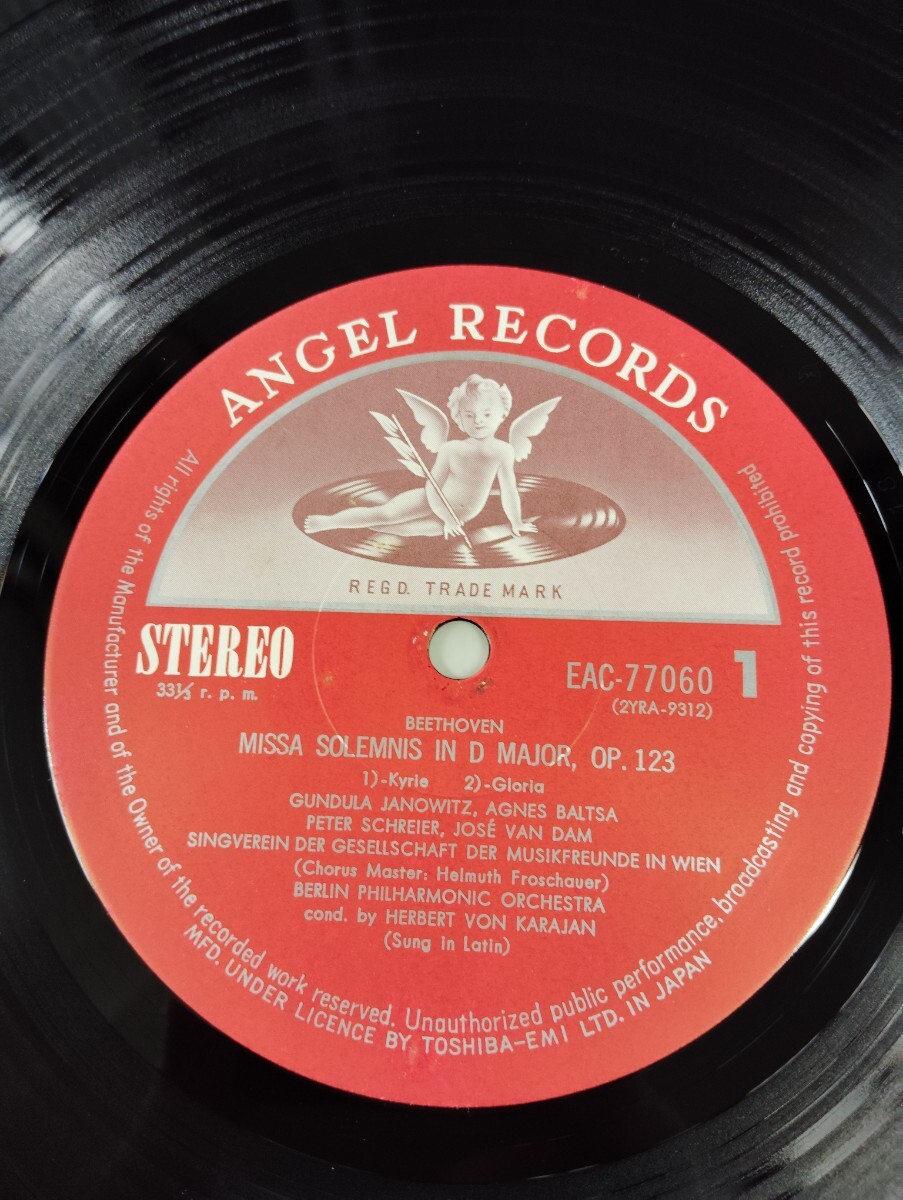 ANGEL RECORDS
REGD. TRADE MARK
STEREO
33⅓ r. p. m.
EAC-77060 1
(2YRA-9312)
BEETHOVEN
MISSA SOLEMNIS IN D MAJOR, OP. 123
1)-Kyrie 2)-Gloria
GUNDULA JANOWITZ, AGNES BALTSA
PETER SCHREIER, JOSÉ VAN DAM
SINGVEREIN DER GESELLSCHAFT DER MUSIKFREUNDE IN WIEN
(Chorus Master: Helmuth Froschauer)
BERLIN PHILHARMONIC ORCHESTRA
cond. by HERBERT VON KARAJAN
(Sung in Latin)
All rights of the Manufacturer and of the Owner of the recorded work reserved. Unauthorized public performance, broadcasting and copying of this record prohibited
MFD. UNDER LICENCE BY TOSHIBA-EMI LTD. IN JAPAN